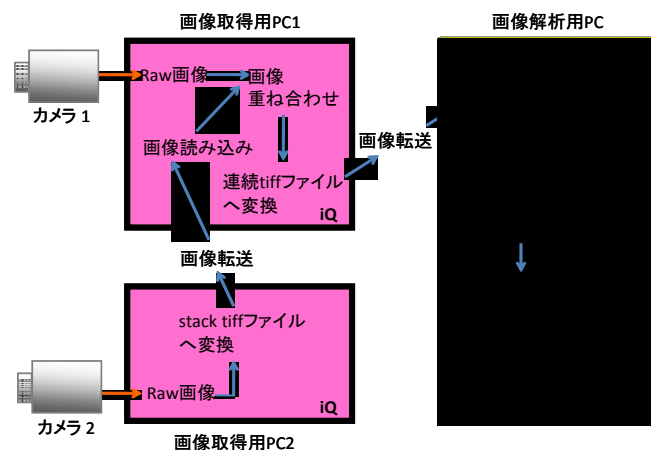 画像取得用PC1
画像解析用PC
カメラ 1
Raw画像
画像
重ね合わせ
画像読み込み
画像転送
連続tiffファイル
へ変換
iQ
画像転送
stack tiffファイル
へ変換
Raw画像
iQ
カメラ 2
画像取得用PC2